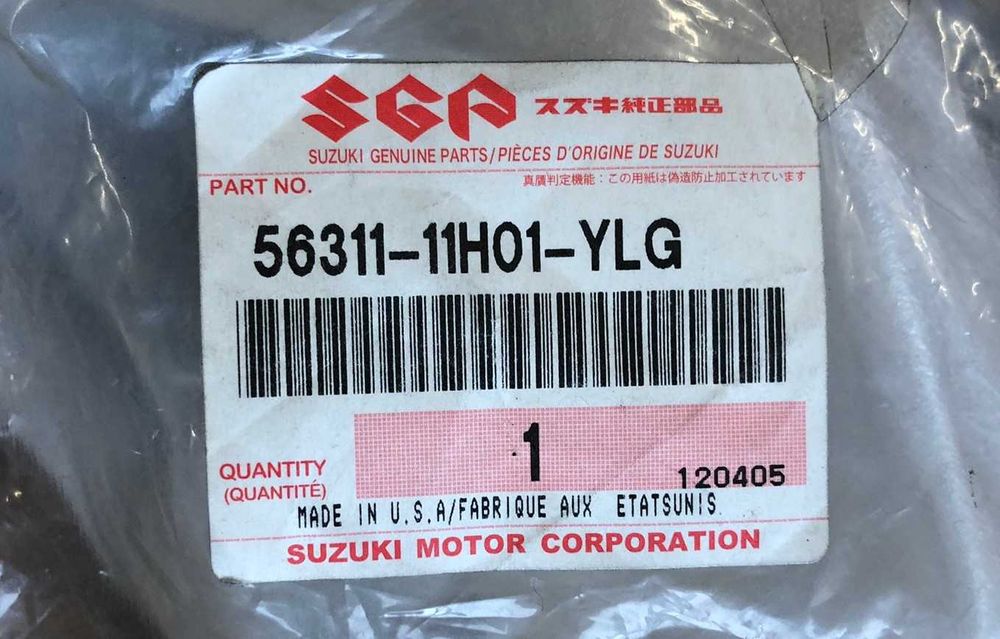 SGP スズキ純正部品
SUZUKI GENUINE PARTS/PIÈCES D'ORIGINE DE SUZUKI
PART NO.
真贋判定機能：この用紙は偽造防止加工されています
56311-11H01-YLG
1
QUANTITY
(QUANTITÉ)
120405
MADE IN U.S.A/FABRIQUE AUX ETATSUNIS
SUZUKI MOTOR CORPORATION